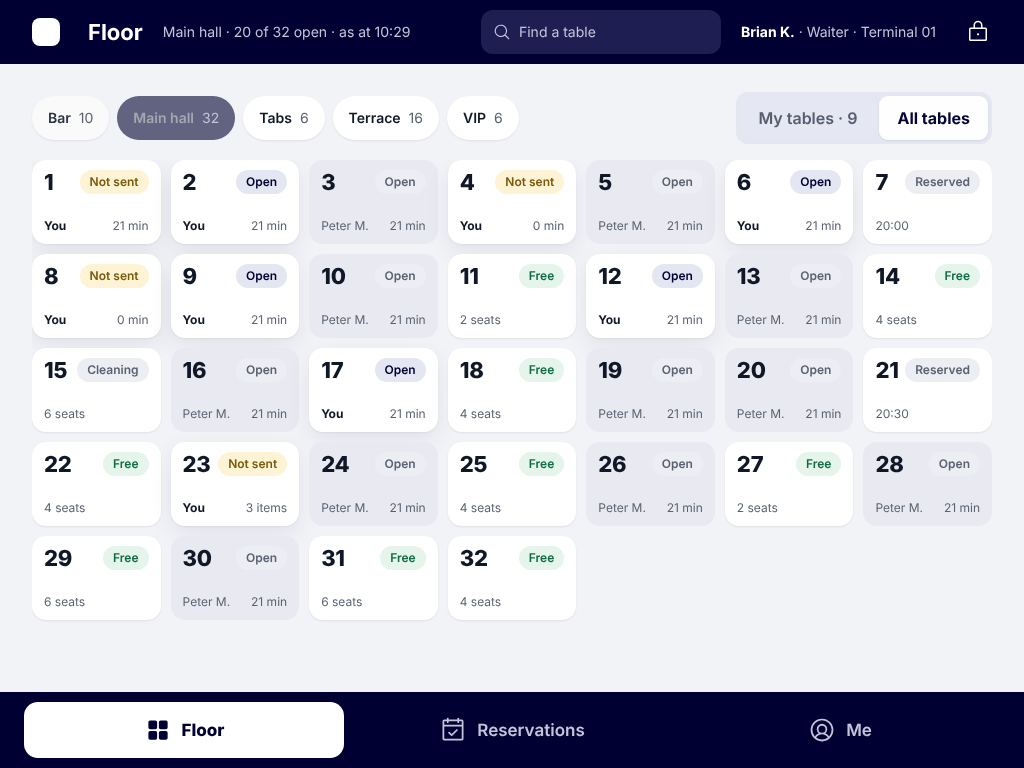 Floor Main hall · 20 of 32 open · as at 10:29 Find a table Brian K. · Waiter · Terminal 01
Bar 10 Main hall 32 Tabs 6 Terrace 16 VIP 6 My tables · 9 All tables
1 Not sent 2 Open 3 Open 4 Not sent 5 Open 6 Open 7 Reserved
You 21 min You 21 min Peter M. 21 min You 0 min Peter M. 21 min You 21 min 20:00
8 Not sent 9 Open 10 Open 11 Free 12 Open 13 Open 14 Free
You 0 min You 21 min Peter M. 21 min 2 seats You 21 min Peter M. 21 min 4 seats
15 Cleaning 16 Open 17 Open 18 Free 19 Open 20 Open 21 Reserved
6 seats Peter M. 21 min You 21 min 4 seats Peter M. 21 min Peter M. 21 min 20:30
22 Free 23 Not sent 24 Open 25 Free 26 Open 27 Free 28 Open
4 seats You 3 items Peter M. 21 min 4 seats Peter M. 21 min 2 seats Peter M. 21 min
29 Free 30 Open 31 Free 32 Free
6 seats Peter M. 21 min 6 seats 4 seats
Floor Reservations Me